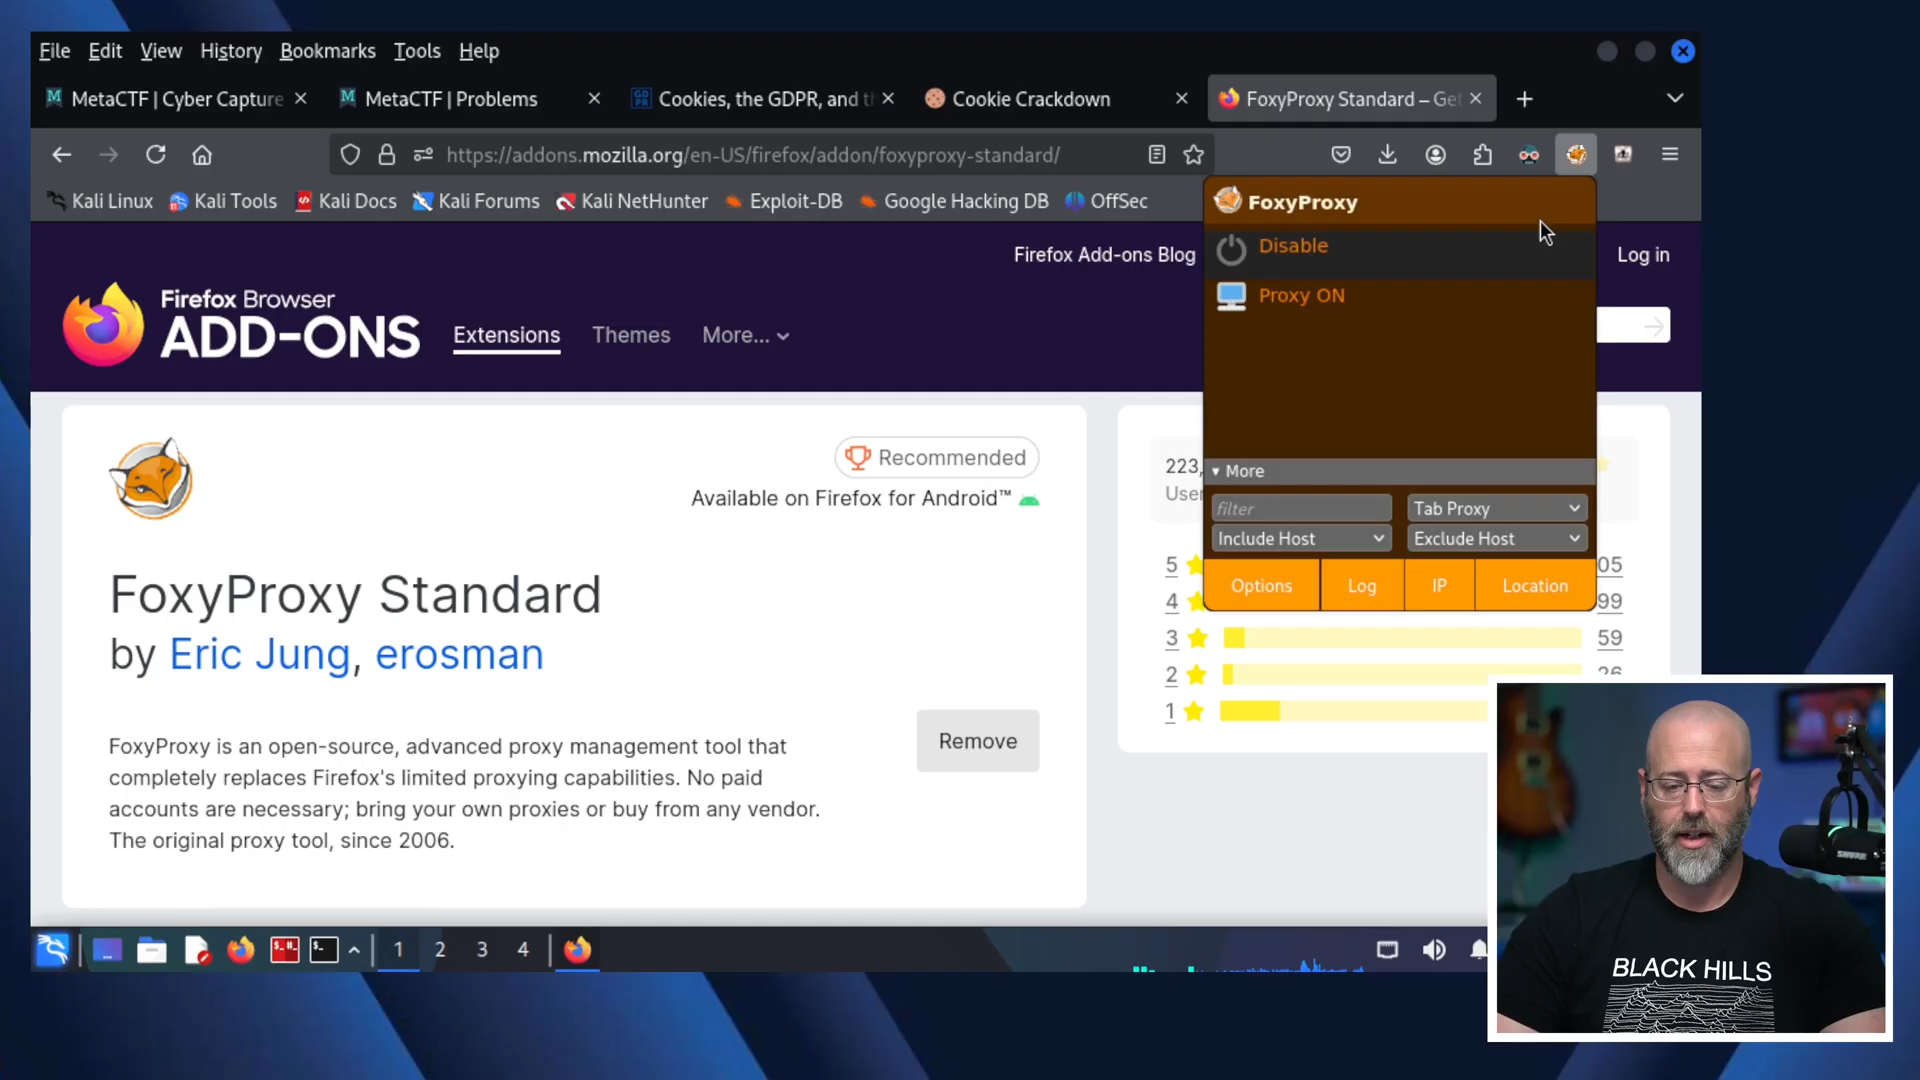 File Edit View History Bookmarks Tools Help
MetaCTF | Cyber Capture
MetaCTF | Problems
Cookies, the GDPR, and t
Cookie Crackdown
FoxyProxy Standard – Get
https://addons.mozilla.org/en-US/firefox/addon/foxyproxy-standard/
Kali Linux Kali Tools Kali Docs Kali Forums Kali NetHunter Exploit-DB Google Hacking DB OffSec
FoxyProxy
Disable
Proxy ON
More
filter Tab Proxy
Include Host Exclude Host
Options Log IP Location
Firefox Add-ons Blog
Log in
Firefox Browser
ADD-ONS
Extensions Themes More...
Recommended
Available on Firefox for Android™
FoxyProxy Standard
by Eric Jung, erosman
FoxyProxy is an open-source, advanced proxy management tool that
completely replaces Firefox's limited proxying capabilities. No paid
accounts are necessary; bring your own proxies or buy from any vendor.
The original proxy tool, since 2006.
Remove
223,
User
5 05
4 99
3 59
2 26
1
1 2 3 4
BLACK HILLS
SHURE